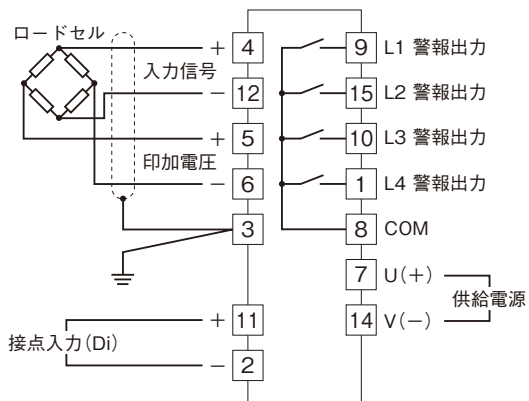 ロードセル
+ 4
入力信号
− 12
+ 5
印加電圧
− 6
3
+ 11
接点入力(Di)
− 2
9 L1 警報出力
15 L2 警報出力
10 L3 警報出力
1 L4 警報出力
8 COM
7 U(+)
供給電源
14 V(−)